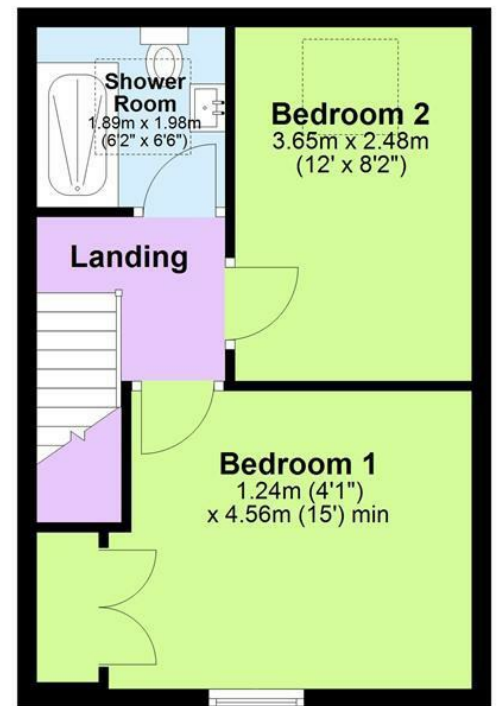 Shower
Room
1.89m x 1.98m
(6'2" x 6'6")
Bedroom 2
3.65m x 2.48m
(12' x 8'2")
Landing
Bedroom 1
1.24m (4'1")
x 4.56m (15') min